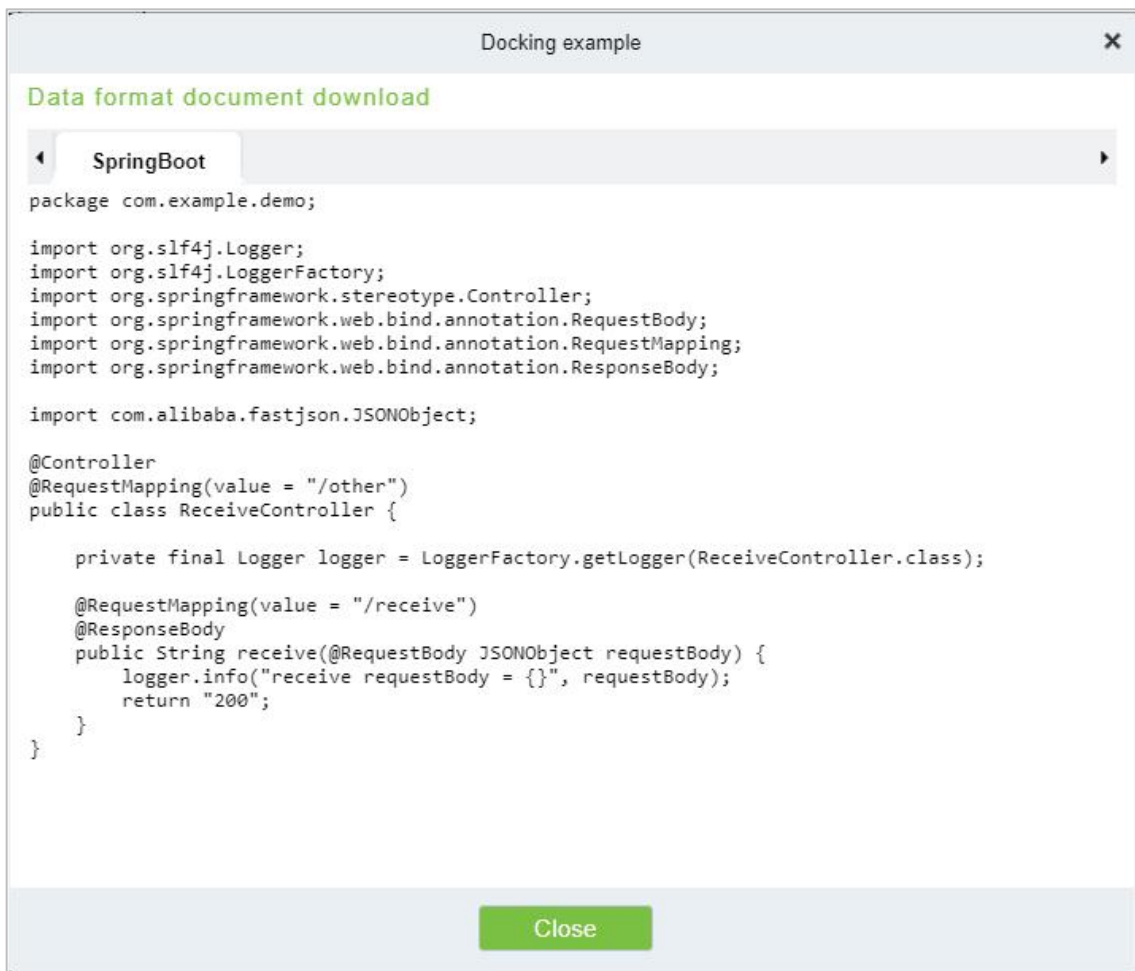 Docking example
Data format document download
SpringBoot
package com.example.demo;
import org.slf4j.Logger;
import org.slf4j.LoggerFactory;
import org.springframework.stereotype.Controller;
import org.springframework.web.bind.annotation.RequestBody;
import org.springframework.web.bind.annotation.RequestMapping;
import org.springframework.web.bind.annotation.ResponseBody;
import com.alibaba.fastjson.JSONObject;
@Controller
@RequestMapping(value = "/other")
public class ReceiveController {
    private final Logger logger = LoggerFactory.getLogger(ReceiveController.class);
    @RequestMapping(value = "/receive")
    @ResponseBody
    public String receive(@RequestBody JSONObject requestBody) {
        logger.info("receive requestBody = {}", requestBody);
        return "200";
    }
}
Close